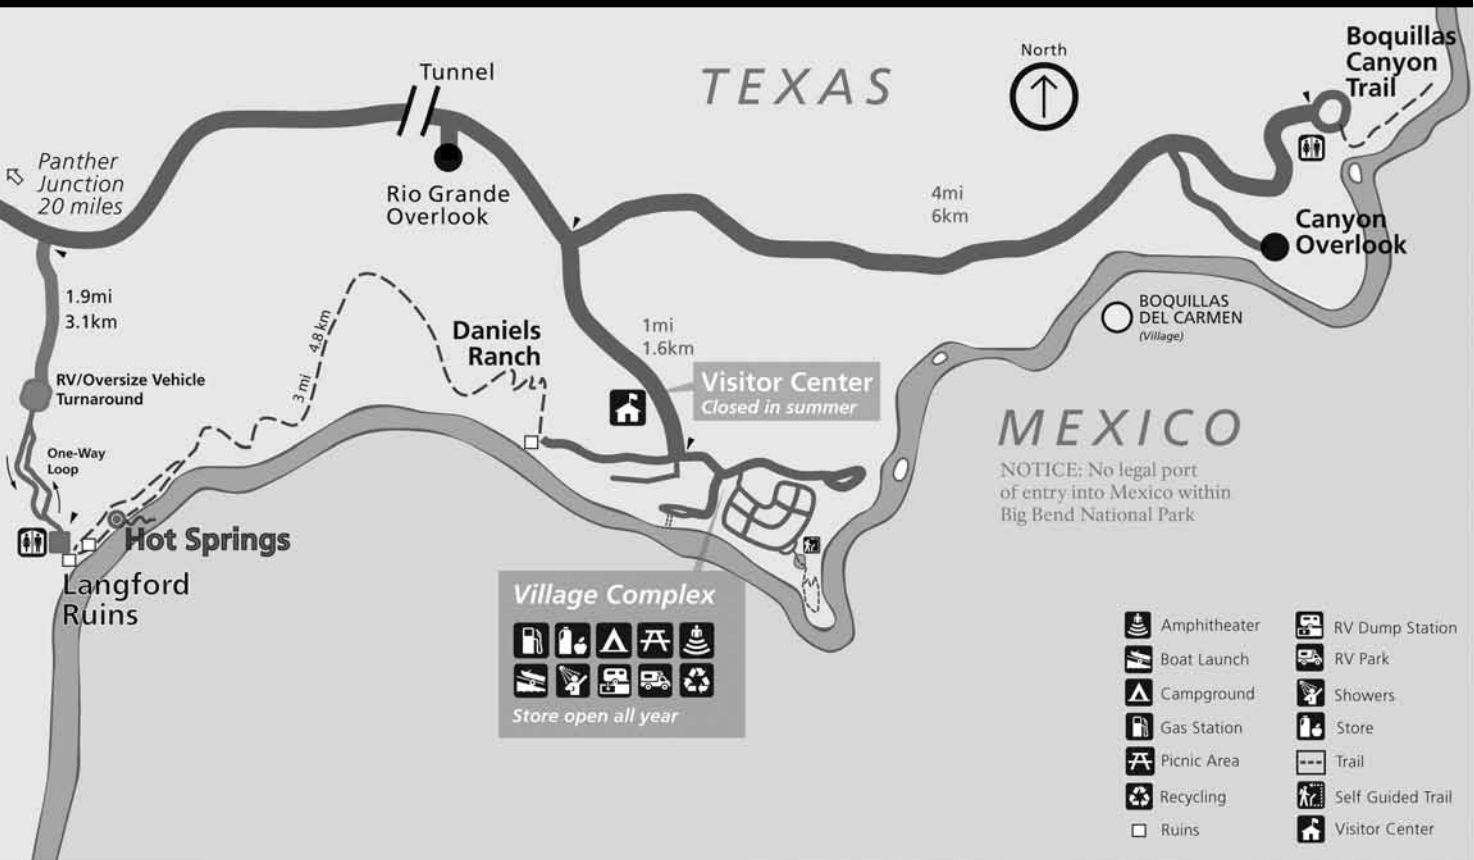 Boquillas
Canyon
Trail
North
TEXAS
Tunnel
Panther
Junction
20 miles
Rio Grande
Overlook
4mi
6km
Canyon
Overlook
1.9mi
3.1km
BOQUILLAS
DEL CARMEN
(Village)
3 mi 4.8 km
Daniels
Ranch
1mi
1.6km
RV/Oversize Vehicle
Turnaround
Visitor Center
Closed in summer
MEXICO
One-Way
Loop
NOTICE: No legal port
of entry into Mexico within
Big Bend National Park
Hot Springs
Langford
Ruins
Village Complex
Store open all year
Amphitheater
Boat Launch
Campground
Gas Station
Picnic Area
Recycling
Ruins
RV Dump Station
RV Park
Showers
Store
Trail
Self Guided Trail
Visitor Center